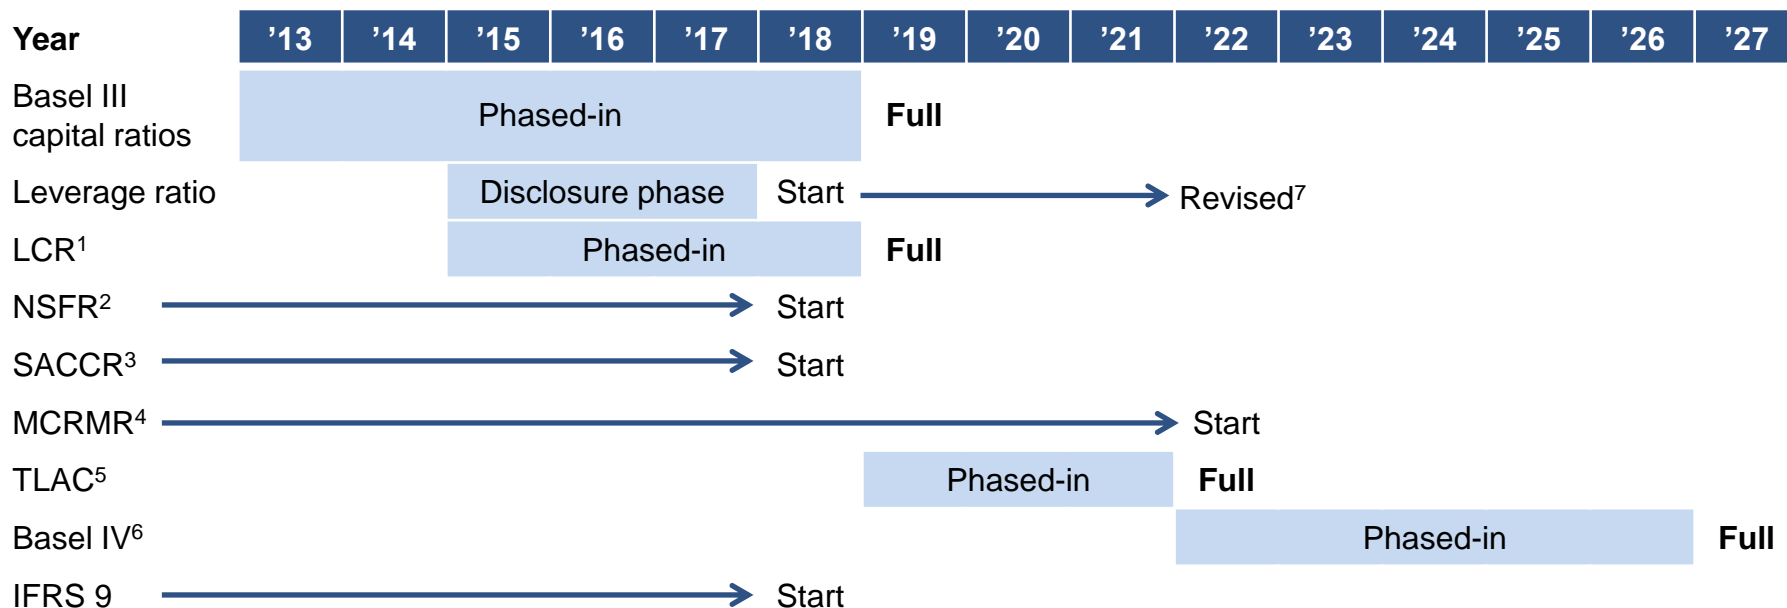 Year ’13 ’14 ’15 ’16 ’17 ’18 ’19 ’20 ’21 ’22 ’23 ’24 ’25 ’26 ’27
Basel III
capital ratios Phased-in Full
Leverage ratio Disclosure phase Start Revised⁷
LCR¹ Phased-in Full
NSFR² Start
SACCR³ Start
MCRMR⁴ Start
TLAC⁵ Phased-in Full
Basel IV⁶ Phased-in Full
IFRS 9 Start